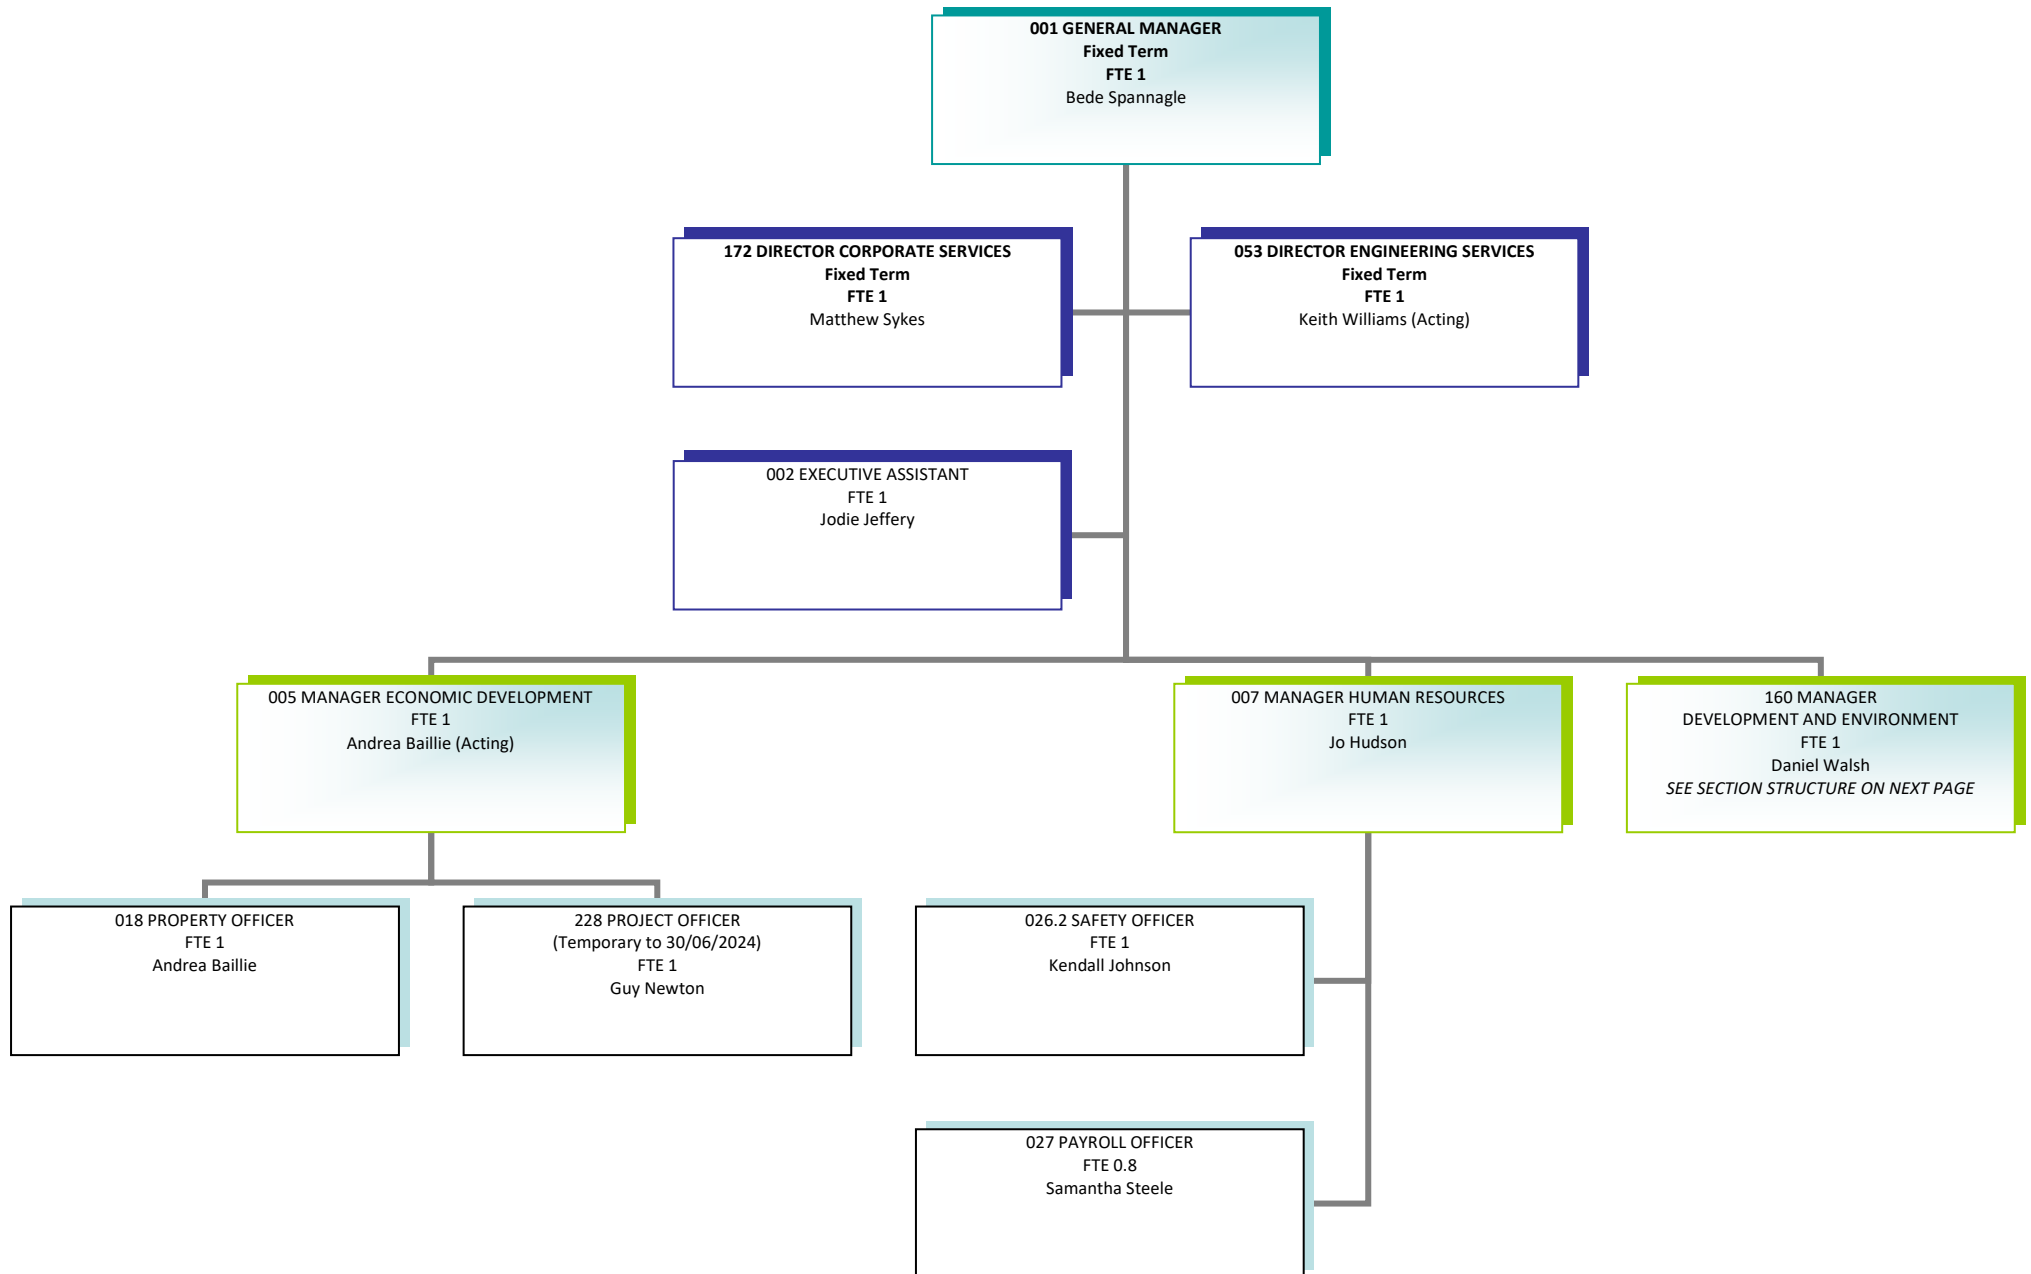 001 GENERAL MANAGER
Fixed Term
FTE 1
Bede Spannagle
172 DIRECTOR CORPORATE SERVICES
Fixed Term
FTE 1
Matthew Sykes
053 DIRECTOR ENGINEERING SERVICES
Fixed Term
FTE 1
Keith Williams (Acting)
002 EXECUTIVE ASSISTANT
FTE 1
Jodie Jeffery
005 MANAGER ECONOMIC DEVELOPMENT
FTE 1
Andrea Baillie (Acting)
007 MANAGER HUMAN RESOURCES
FTE 1
Jo Hudson
160 MANAGER
DEVELOPMENT AND ENVIRONMENT
FTE 1
Daniel Walsh
SEE SECTION STRUCTURE ON NEXT PAGE
018 PROPERTY OFFICER
FTE 1
Andrea Baillie
228 PROJECT OFFICER
(Temporary to 30/06/2024)
FTE 1
Guy Newton
026.2 SAFETY OFFICER
FTE 1
Kendall Johnson
027 PAYROLL OFFICER
FTE 0.8
Samantha Steele